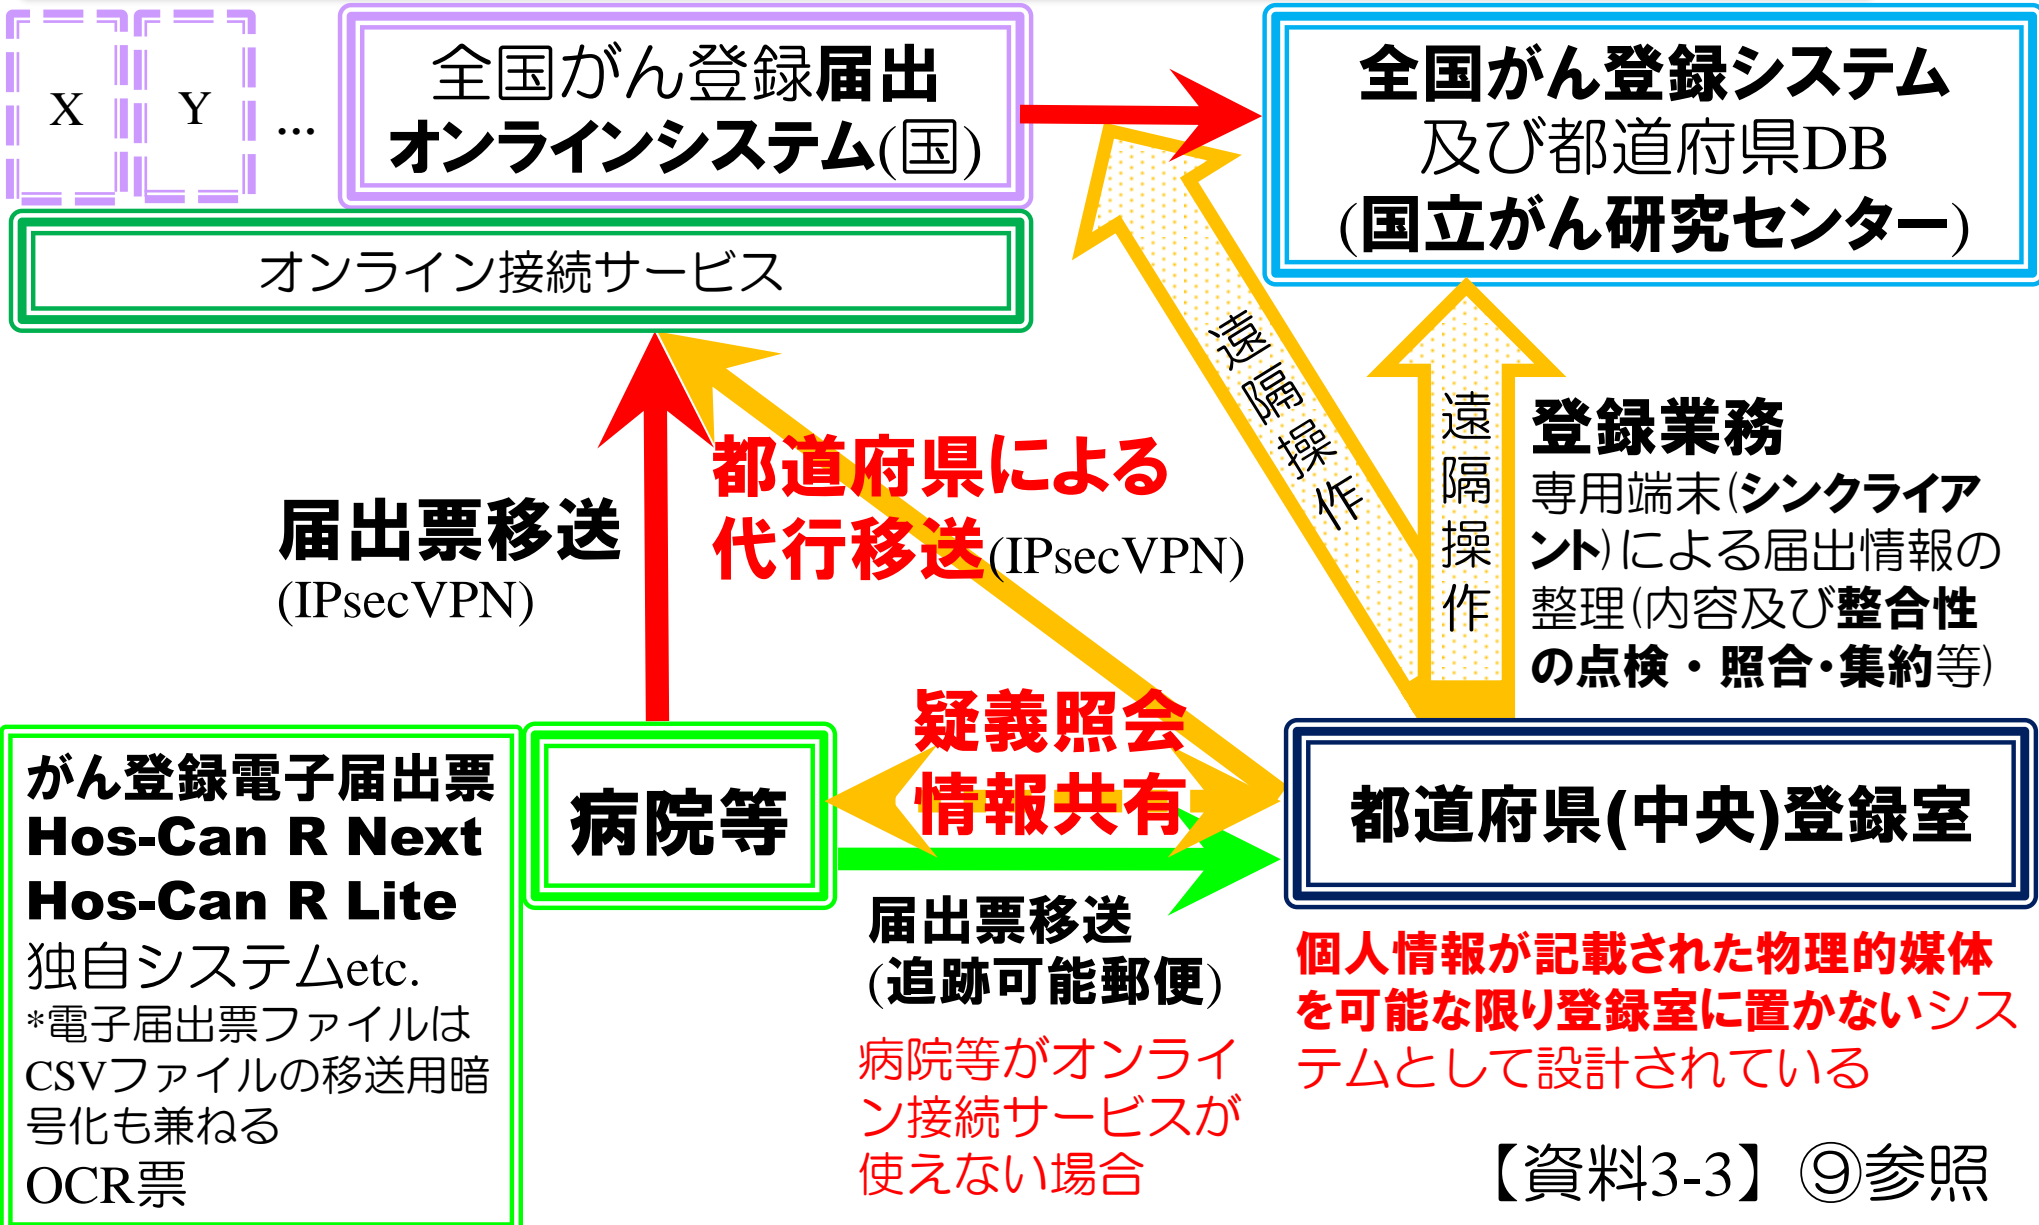 X
Y
...
全国がん登録届出
オンラインシステム(国)
全国がん登録システム
及び都道府県DB
(国立がん研究センター)
オンライン接続サービス
遠隔操作
遠隔操作
登録業務
専用端末(シンクライア
ント)による届出情報の
整理(内容及び整合性
の点検・照合・集約等)
都道府県による
代行移送(IPsecVPN)
届出票移送
(IPsecVPN)
疑義照会
情報共有
がん登録電子届出票
Hos-Can R Next
Hos-Can R Lite
独自システムetc.
*電子届出票ファイルは
CSVファイルの移送用暗
号化も兼ねる
OCR票
病院等
都道府県(中央)登録室
届出票移送
(追跡可能郵便)
病院等がオンライ
ン接続サービスが
使えない場合
個人情報が記載された物理的媒体
を可能な限り登録室に置かないシス
テムとして設計されている
【資料3-3】⑨参照